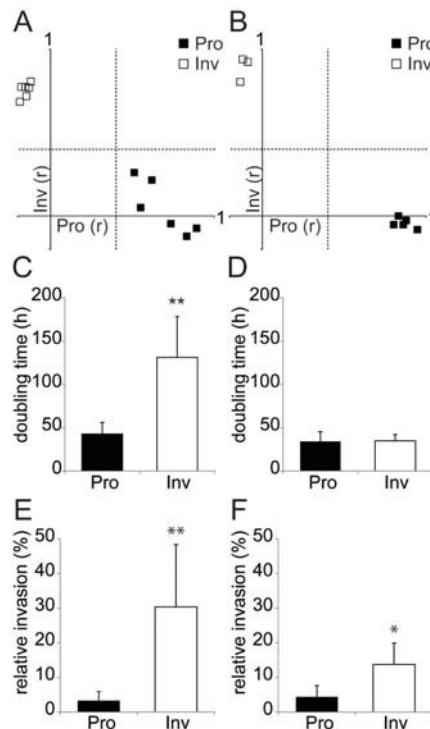 A
1
■ Pro
□ Inv
Inv (r)
Pro (r)
1
B
1
■ Pro
□ Inv
Inv (r)
Pro (r)
C
200
150
100
50
0
doubling time (h)
**
Pro Inv
D
200
150
100
50
0
doubling time (h)
Pro Inv
E
50
40
30
20
10
0
relative invasion (%)
**
Pro Inv
F
50
40
30
20
10
0
relative invasion (%)
*
Pro Inv